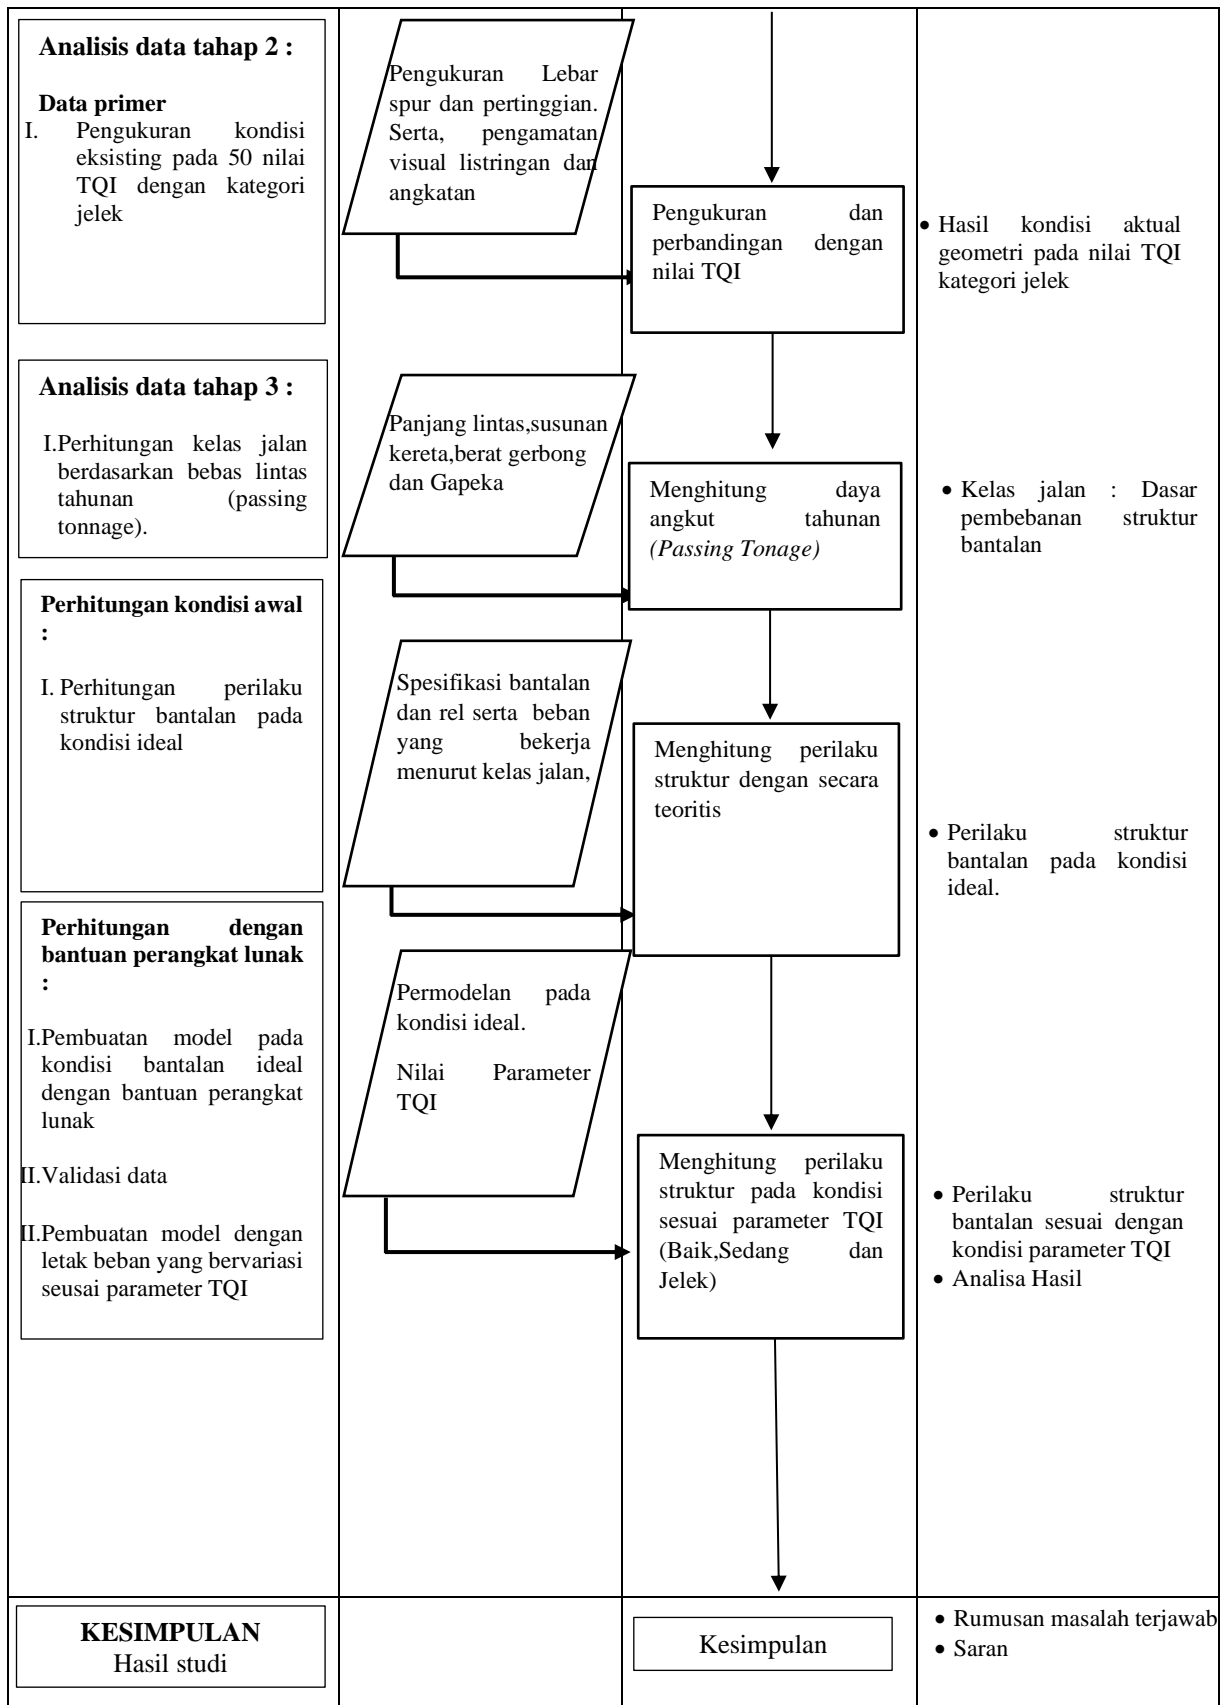 Analisis data tahap 2 :
Data primer
I. Pengukuran kondisi
eksisting pada 50 nilai
TQI dengan kategori
jelek
Pengukuran Lebar
spur dan pertinggian.
Serta, pengamatan
visual listringan dan
angkatan
Pengukuran dan
perbandingan dengan
nilai TQI
• Hasil kondisi aktual
geometri pada nilai TQI
kategori jelek
Analisis data tahap 3 :
I.Perhitungan kelas jalan
berdasarkan bebas lintas
tahunan (passing
tonnage).
Panjang lintas,susunan
kereta,berat gerbong
dan Gapeka
Menghitung daya
angkut tahunan
(Passing Tonage)
• Kelas jalan : Dasar
pembebanan struktur
bantalan
Perhitungan kondisi awal
:
I. Perhitungan perilaku
struktur bantalan pada
kondisi ideal
Spesifikasi bantalan
dan rel serta beban
yang bekerja
menurut kelas jalan,
Menghitung perilaku
struktur dengan secara
teoritis
• Perilaku struktur
bantalan pada kondisi
ideal.
Perhitungan dengan
bantuan perangkat lunak
:
I.Pembuatan model pada
kondisi bantalan ideal
dengan bantuan perangkat
lunak
II.Validasi data
II.Pembuatan model dengan
letak beban yang bervariasi
seusai parameter TQI
Permodelan pada
kondisi ideal.
Nilai Parameter
TQI
Menghitung perilaku
struktur pada kondisi
sesuai parameter TQI
(Baik,Sedang dan
Jelek)
• Perilaku struktur
bantalan sesuai dengan
kondisi parameter TQI
• Analisa Hasil
KESIMPULAN
Hasil studi
Kesimpulan
• Rumusan masalah terjawab
• Saran